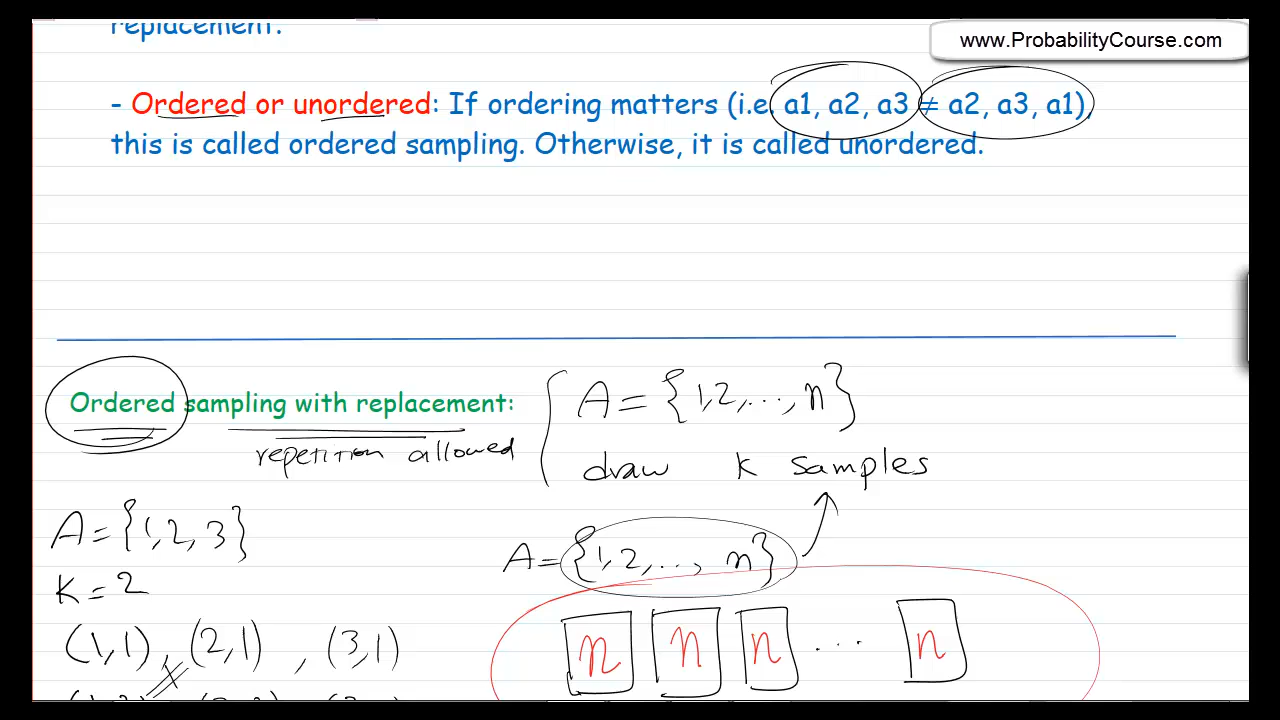 replacement.
www.ProbabilityCourse.com
- Ordered or unordered: If ordering matters (i.e. a1, a2, a3 ≠ a2, a3, a1),
this is called ordered sampling. Otherwise, it is called unordered.
Ordered sampling with replacement:
repetition allowed
A = {1,2,...,n}
draw k samples
A = {1,2,3}
K = 2
(1,1), (2,1), (3,1)
A = {1,2,..., n}
n n n ... n